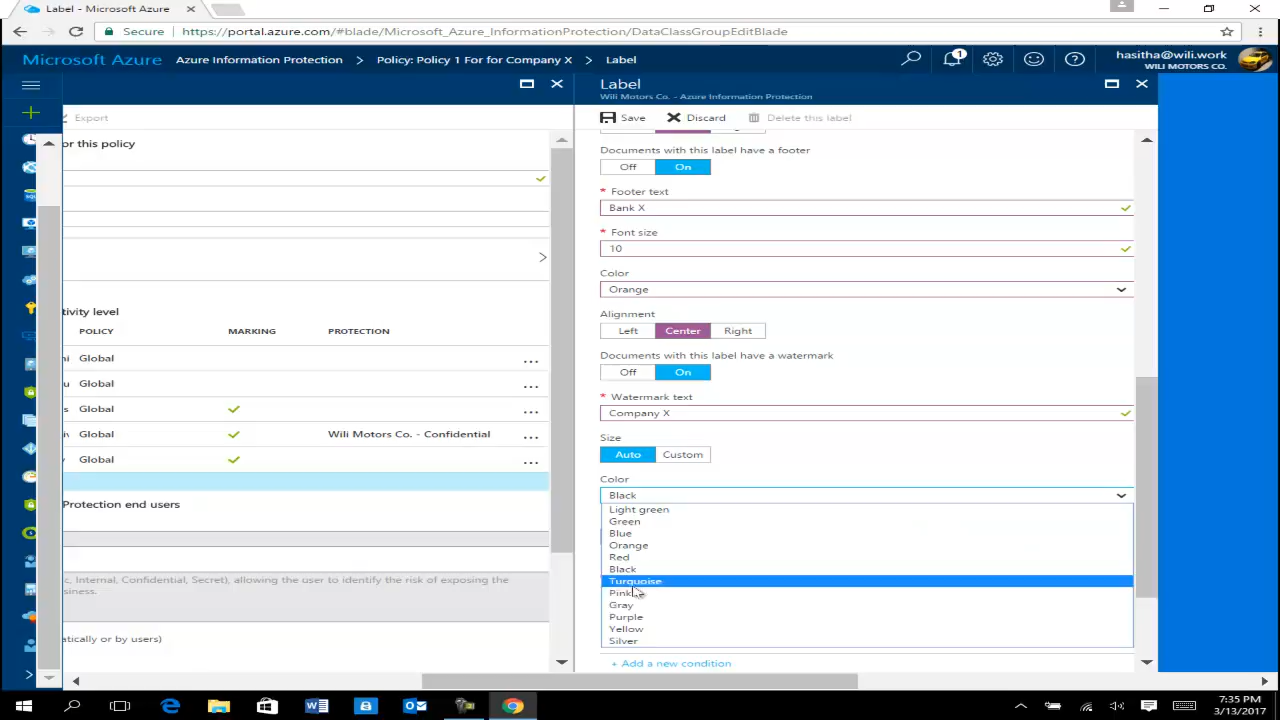 Label - Microsoft Azure
Secure
https://portal.azure.com/#blade/Microsoft_Azure_InformationProtection/DataClassGroupEditBlade
Microsoft Azure
Azure Information Protection
Policy: Policy 1 For for Company X
Label
1
hasitha@wili.work
WILI MOTORS CO.
Label
Wili Motors Co. - Azure Information Protection
Export
Save
Discard
Delete this label
or this policy
Documents with this label have a footer
Off
On
* Footer text
Bank X
* Font size
10
Color
Orange
tivity level
Alignment
POLICY
MARKING
PROTECTION
Left
Center
Right
Documents with this label have a watermark
ni
Global
...
Off
On
u
Global
...
* Watermark text
s
Global
...
Company X
iv
Global
Wili Motors Co. - Confidential
...
Size
Auto
Custom
y
Global
...
Color
Black
Protection end users
Light green
Green
Blue
Orange
Red
Black
Turquoise
c, Internal, Confidential, Secret), allowing the user to identify the risk of exposing the
siness.
Pink
Gray
Purple
Yellow
Silver
atically or by users)
+ Add a new condition
7:35 PM
3/13/2017